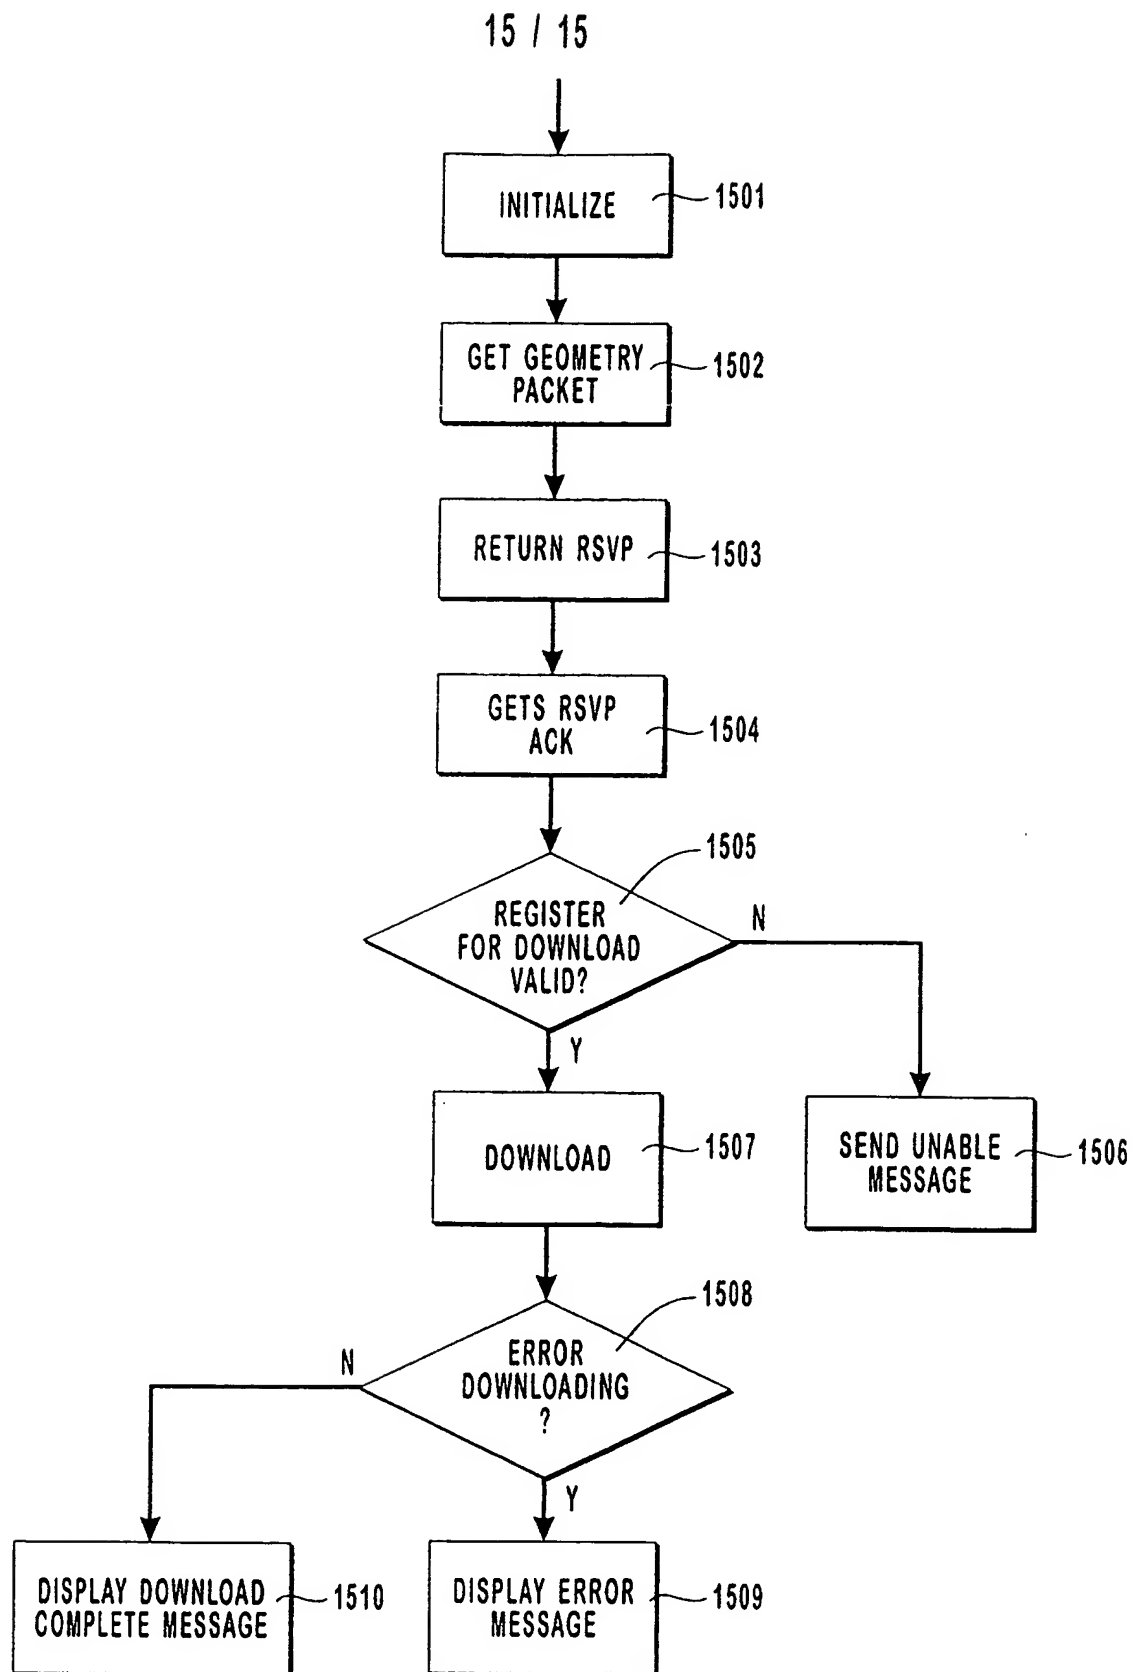 15 / 15
INITIALIZE
1501
GET GEOMETRY
PACKET
1502
RETURN RSVP
1503
GETS RSVP
ACK
1504
1505
REGISTER
FOR DOWNLOAD
VALID?
N
Y
DOWNLOAD
1507
SEND UNABLE
MESSAGE
1506
1508
ERROR
DOWNLOADING
?
N
Y
DISPLAY DOWNLOAD
COMPLETE MESSAGE
1510
DISPLAY ERROR
MESSAGE
1509